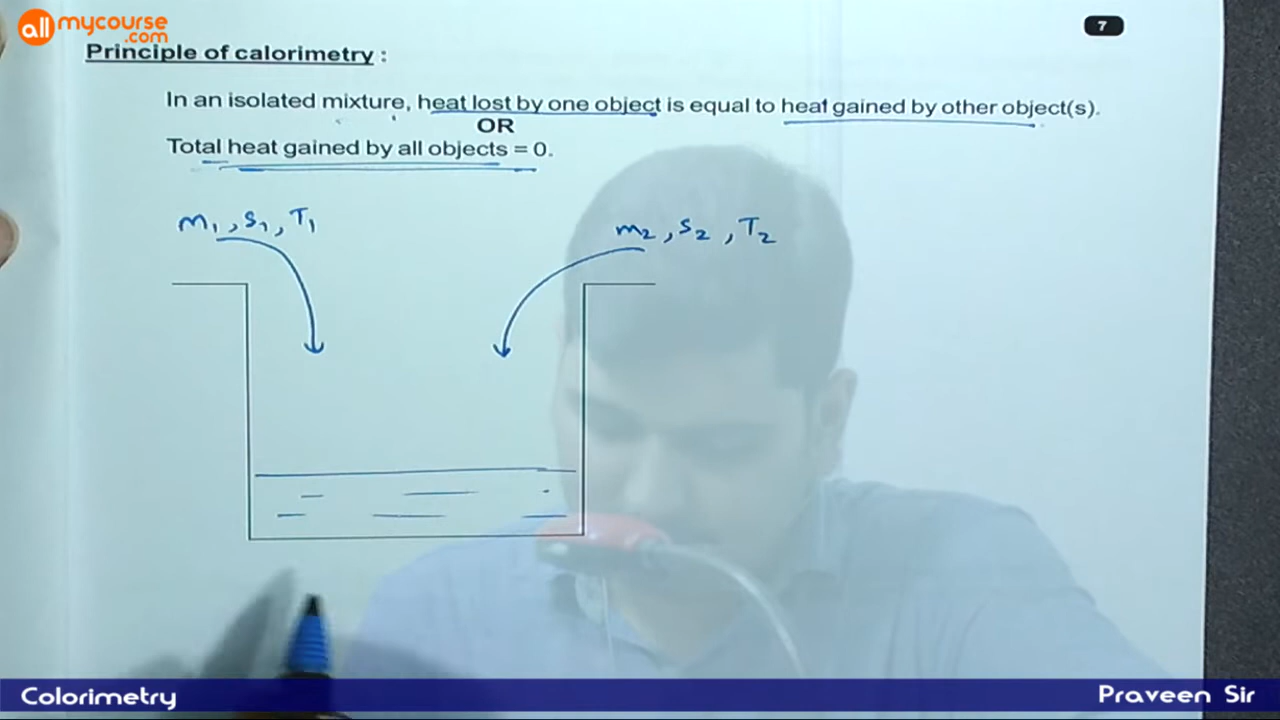 allmycourse.com
7
Principle of calorimetry :
In an isolated mixture, heat lost by one object is equal to heat gained by other object(s).
OR
Total heat gained by all objects = 0.
m₁, s₁, T₁
m₂, s₂, T₂
Colorimetry
Praveen Sir